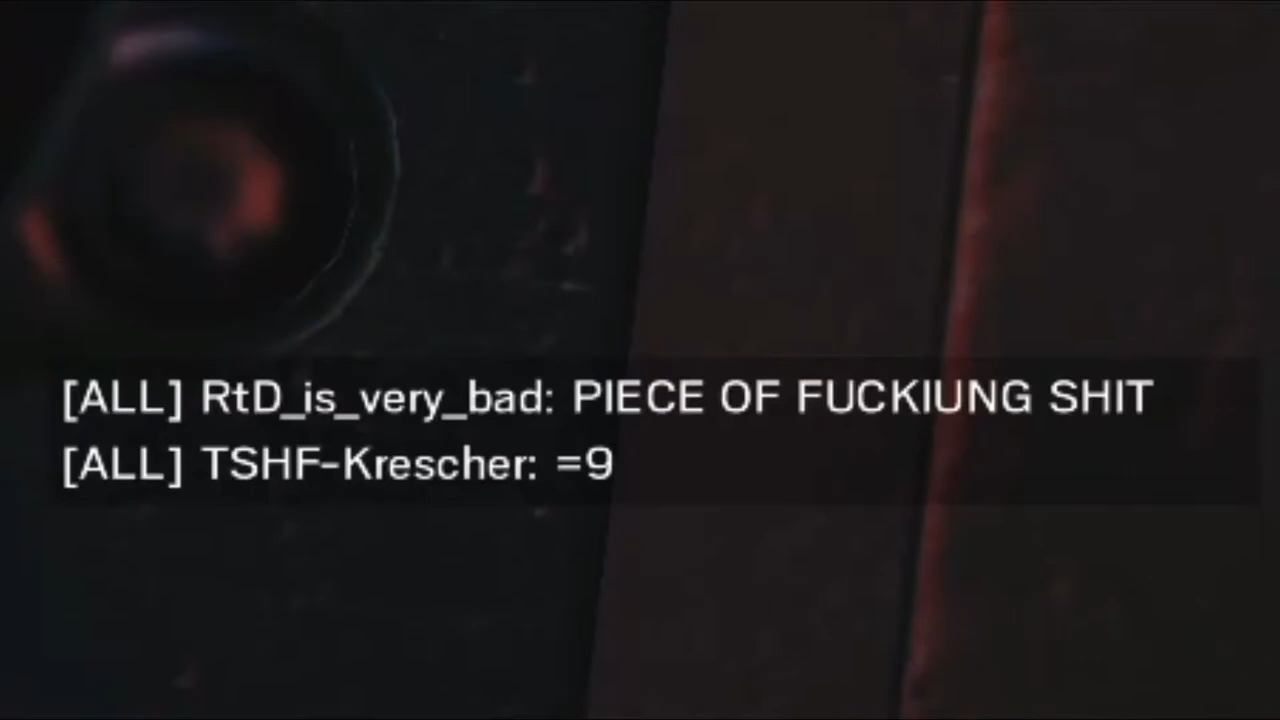 [ALL] RtD_is_very_bad: PIECE OF FUCKIUNG SHIT
[ALL] TSHF-Krescher: =9